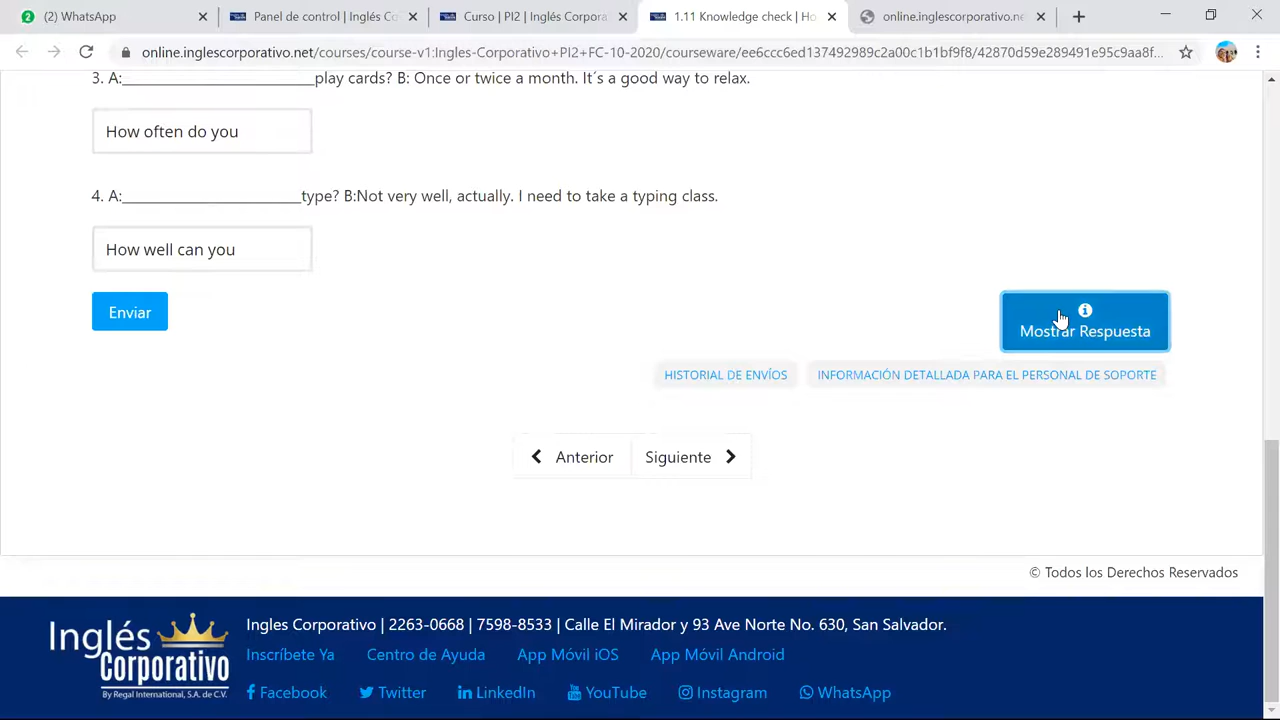 (2) WhatsApp
Panel de control | Inglés Co
Curso | PI2 | Inglés Corpora
1.11 Knowledge check | Ho
online.inglescorporativo.ne
online.inglescorporativo.net/courses/course-v1:Ingles-Corporativo+PI2+FC-10-2020/courseware/ee6ccc6ed137492989c2a00c1b1bf9f8/42870d59e289491e95c9aa8f...
3. A:______________________play cards? B: Once or twice a month. It´s a good way to relax.
How often do you
4. A:____________________type? B:Not very well, actually. I need to take a typing class.
How well can you
Enviar
Mostrar Respuesta
HISTORIAL DE ENVÍOS
INFORMACIÓN DETALLADA PARA EL PERSONAL DE SOPORTE
Anterior
Siguiente
© Todos los Derechos Reservados
Inglés Corporativo
By Regal International, S.A. de C.V.
Ingles Corporativo | 2263-0668 | 7598-8533 | Calle El Mirador y 93 Ave Norte No. 630, San Salvador.
Inscríbete Ya Centro de Ayuda App Móvil iOS App Móvil Android
Facebook Twitter LinkedIn YouTube Instagram WhatsApp